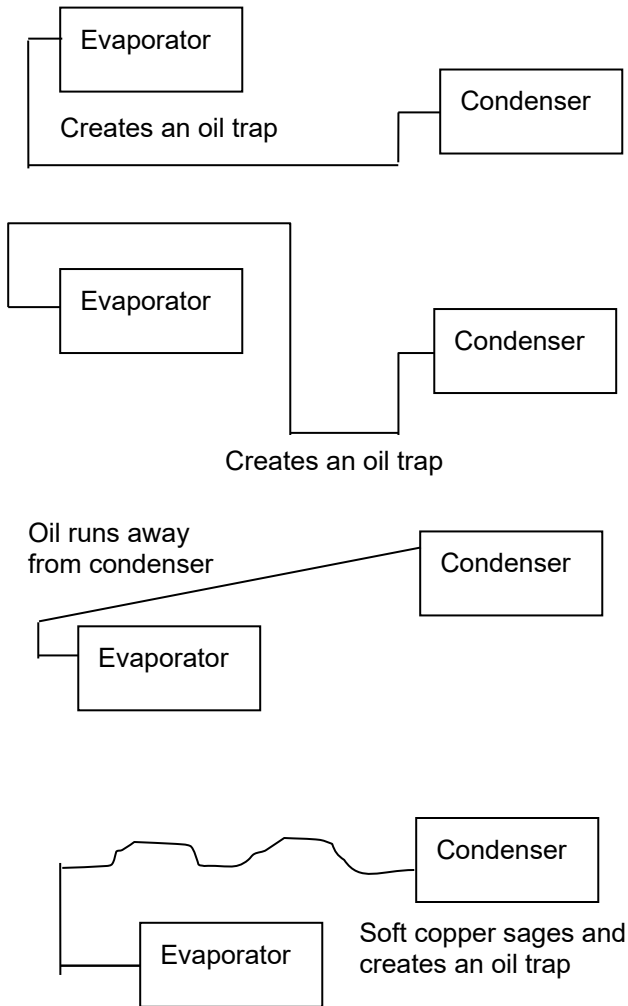 Evaporator
Condenser
Creates an oil trap
Evaporator
Condenser
Creates an oil trap
Oil runs away
from condenser
Condenser
Evaporator
Condenser
Evaporator
Soft copper sages and
creates an oil trap